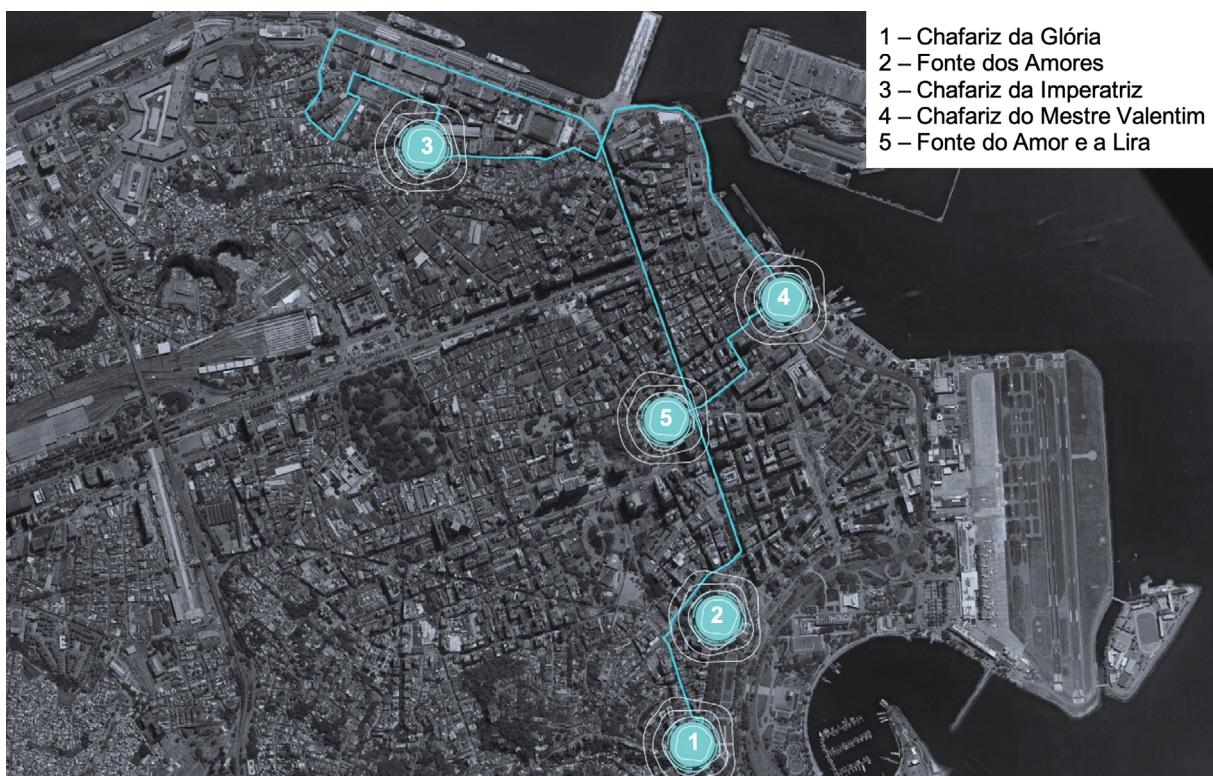 1 – Chafariz da Glória
2 – Fonte dos Amores
3 – Chafariz da Imperatriz
4 – Chafariz do Mestre Valentim
5 – Fonte do Amor e a Lira
3
4
5
2
1